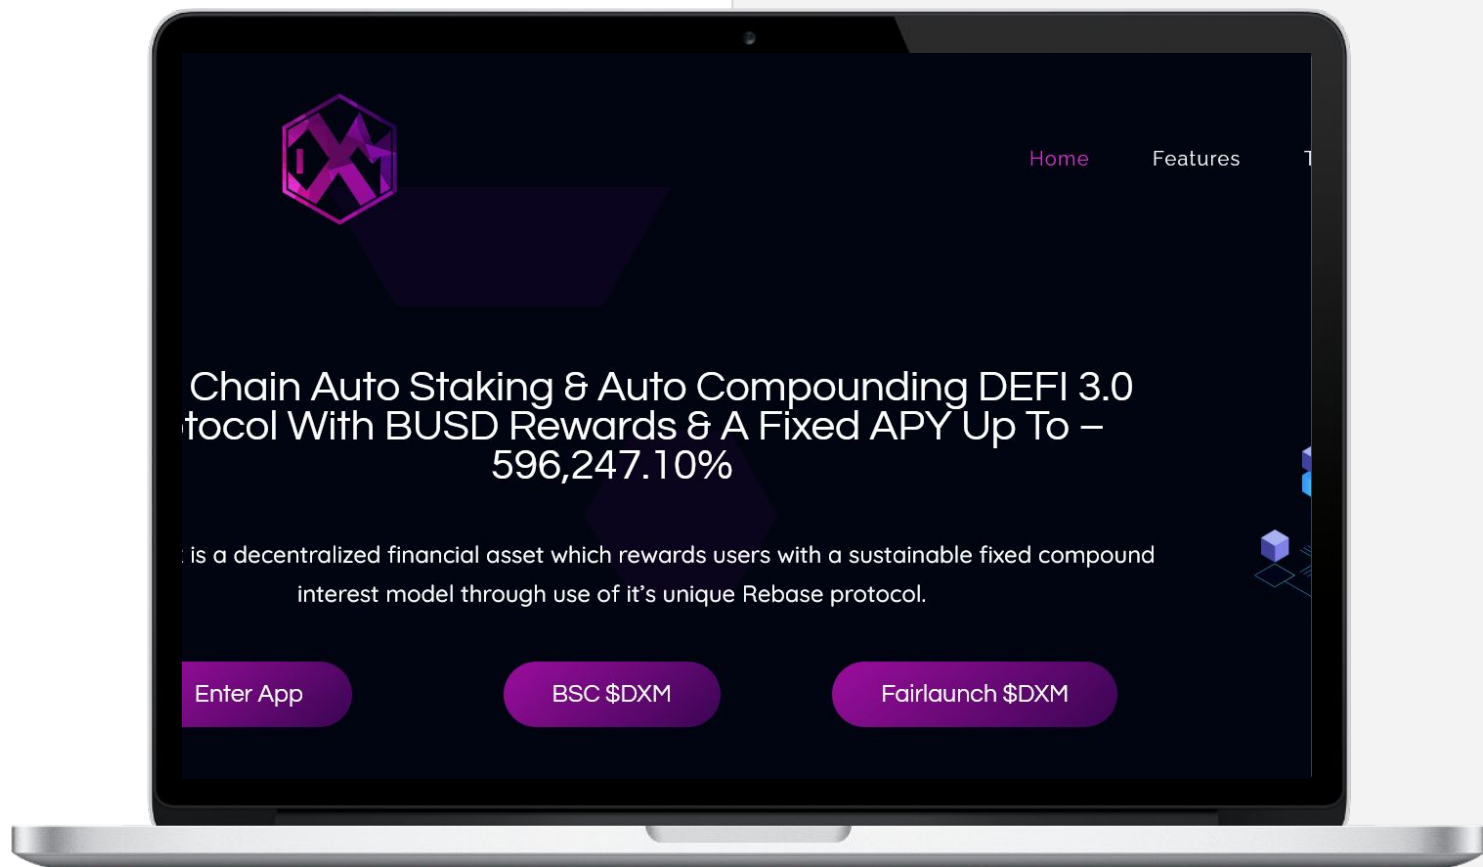 DXM
Home
Features
Chain Auto Staking & Auto Compounding DEFI 3.0
tocol With BUSD Rewards & A Fixed APY Up To –
596,247.10%
is a decentralized financial asset which rewards users with a sustainable fixed compound
interest model through use of it’s unique Rebase protocol.
Enter App
BSC $DXM
Fairlaunch $DXM